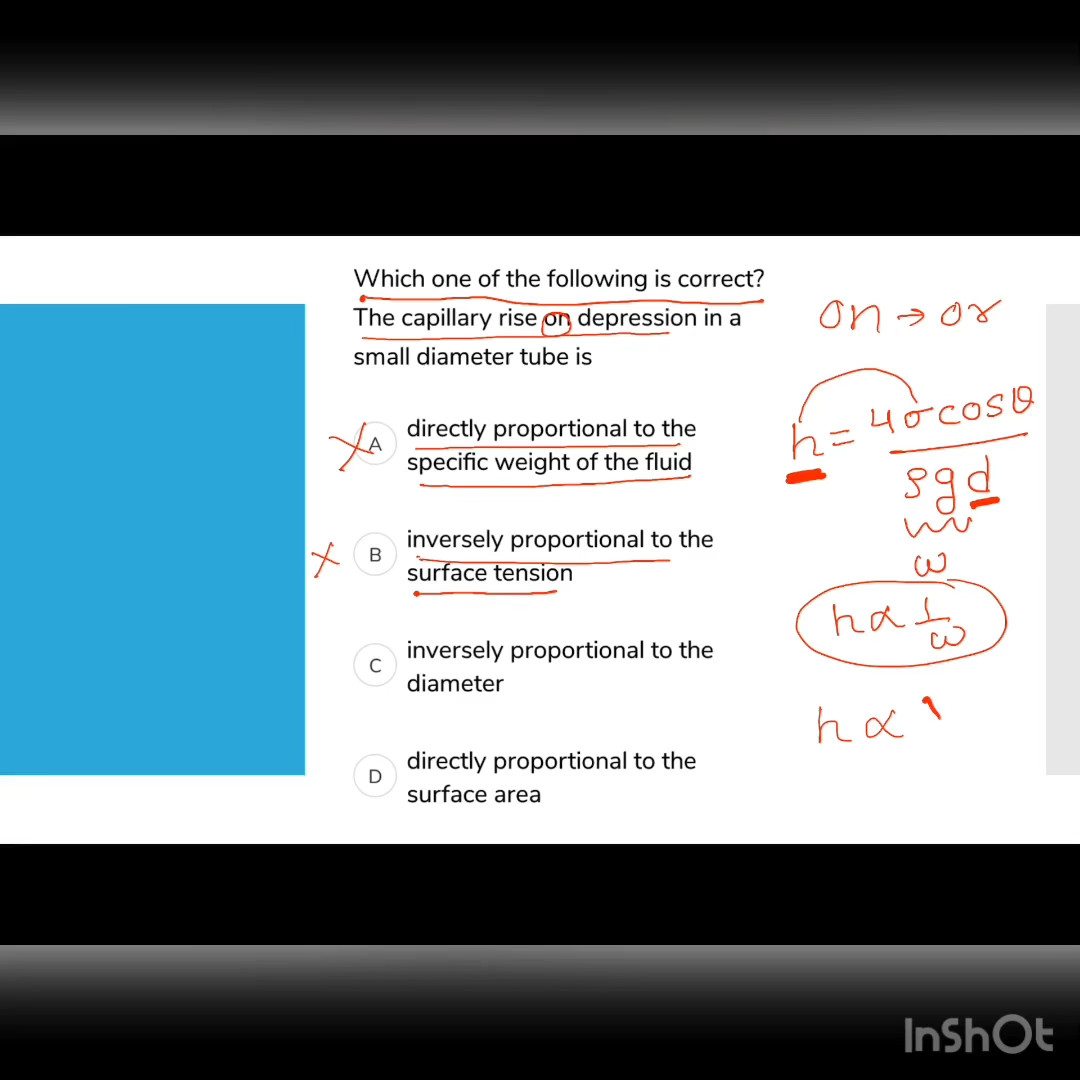 Which one of the following is correct?
The capillary rise on depression in a
small diameter tube is
A directly proportional to the
specific weight of the fluid
B inversely proportional to the
surface tension
C inversely proportional to the
diameter
D directly proportional to the
surface area
on → or
h = 4σcosθ
ρgd
ω
h ∝ 1/ω
h ∝
InShOt